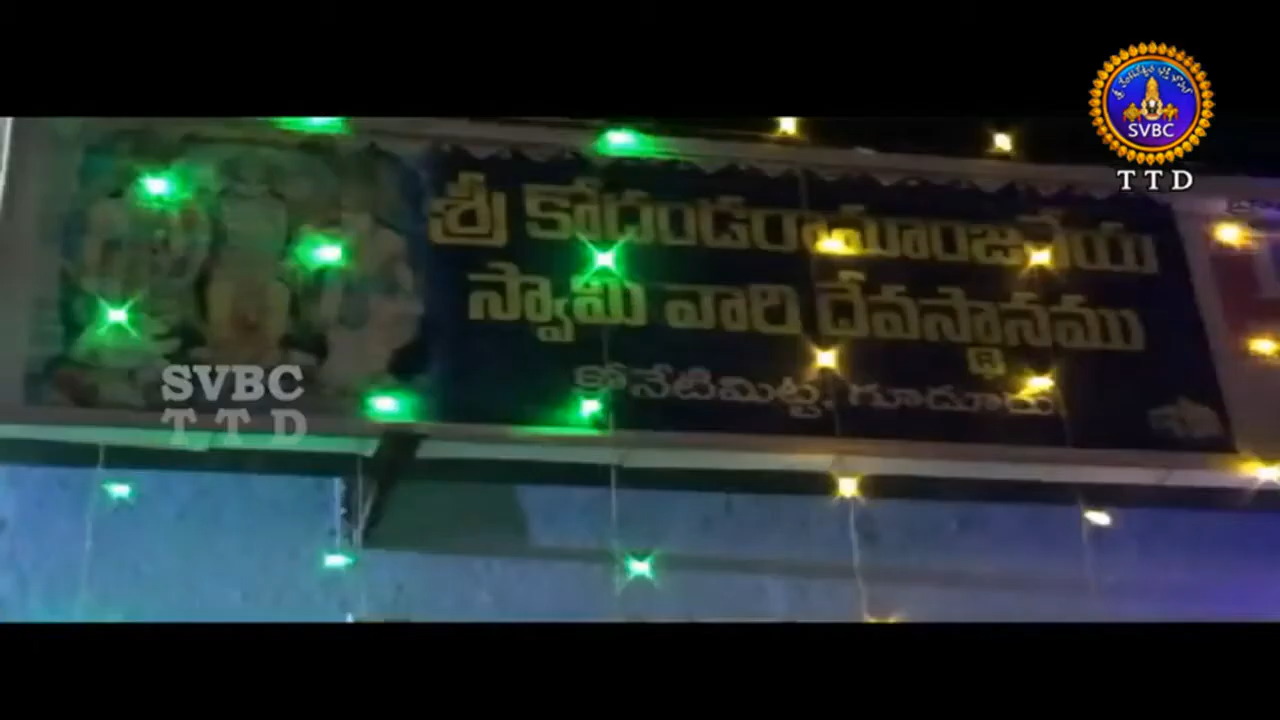 శ్రీ కోదండరామాంజనేయ
స్వామి వారి దేవస్థానము
కోనేటిమిట్ట, గూడూరు
SVBC
TTD
SVBC
TTD